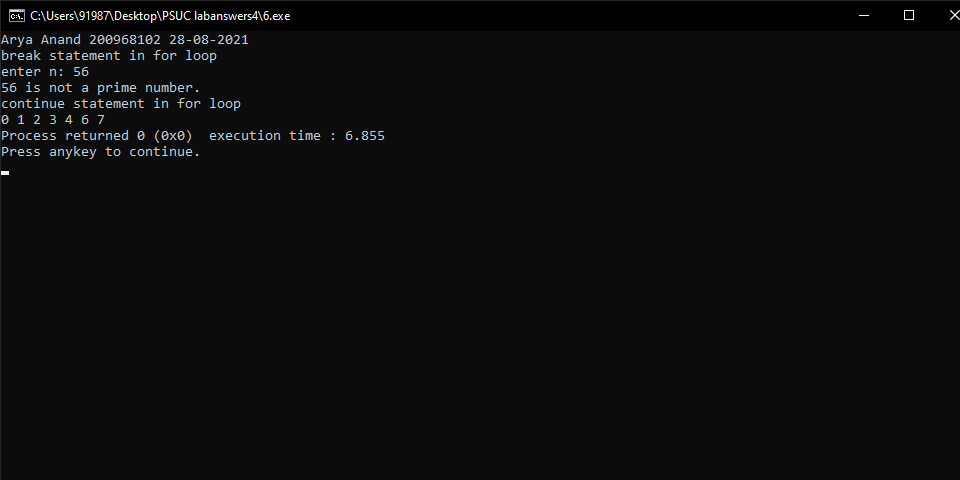 C:\Users\91987\Desktop\PSUC labanswers4\6.exe
Arya Anand 200968102 28-08-2021
break statement in for loop
enter n: 56
56 is not a prime number.
continue statement in for loop
0 1 2 3 4 6 7
Process returned 0 (0x0)  execution time : 6.855
Press anykey to continue.